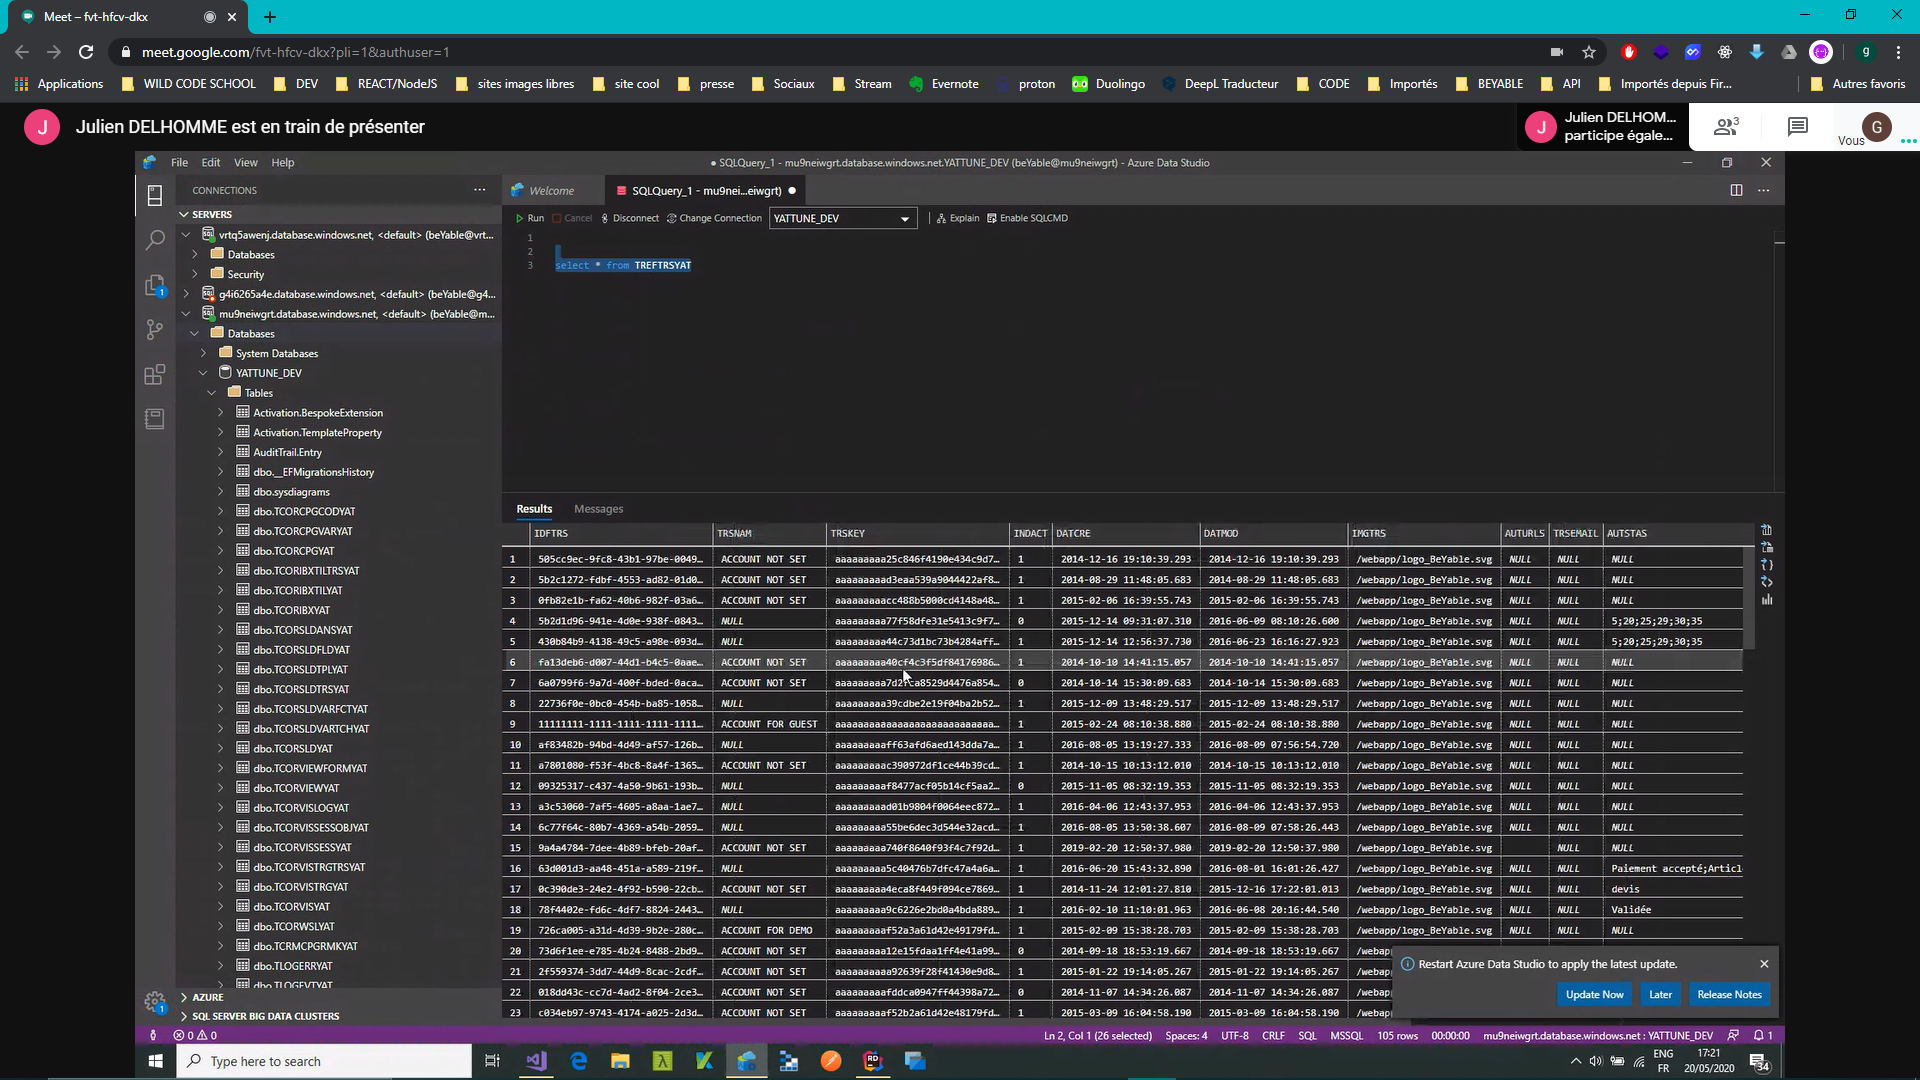 Meet – fvt-hfcv-dkx
meet.google.com/fvt-hfcv-dkx?pli=1&authuser=1
Applications WILD CODE SCHOOL DEV REACT/NodeJS sites images libres site cool presse Sociaux Stream Evernote proton Duolingo DeepL Traducteur CODE Importés BEYABLE API Importés depuis Fir... Autres favoris
J Julien DELHOMME est en train de présenter
J Julien DELHOM... participe égale... 3 Vous G
File Edit View Help
● SQLQuery_1 - mu9neiwgrt.database.windows.net.YATTUNE_DEV (beYable@mu9neiwgrt) - Azure Data Studio
CONNECTIONS
Welcome SQLQuery_1 - mu9nei...eiwgrt)
SERVERS
Run Cancel Disconnect Change Connection YATTUNE_DEV Explain Enable SQLCMD
vrtq5awenj.database.windows.net, <default> (beYable@vrt...
Databases
Security
g4i6265a4e.database.windows.net, <default> (beYable@g4...
mu9neiwgrt.database.windows.net, <default> (beYable@m...
Databases
System Databases
YATTUNE_DEV
Tables
Activation.BespokeExtension
Activation.TemplateProperty
AuditTrail.Entry
dbo.__EFMigrationsHistory
dbo.sysdiagrams
dbo.TCORCPGCODYAT
dbo.TCORCPGVARYAT
dbo.TCORCPGYAT
dbo.TCORIBXTILTRSYAT
dbo.TCORIBXTILYAT
dbo.TCORIBXYAT
dbo.TCORSLDANSYAT
dbo.TCORSLDFLDYAT
dbo.TCORSLDTPLYAT
dbo.TCORSLDTRSYAT
dbo.TCORSLDVARFCTYAT
dbo.TCORSLDVARTCHYAT
dbo.TCORSLDYAT
dbo.TCORVIEWFORMYAT
dbo.TCORVIEWYAT
dbo.TCORVISLOGYAT
dbo.TCORVISSESSOBJYAT
dbo.TCORVISSESSYAT
dbo.TCORVISTRGTRSYAT
dbo.TCORVISTRGYAT
dbo.TCORVISYAT
dbo.TCORWSLYAT
dbo.TCRMCPGRMKYAT
dbo.TLOGERRYAT
dbo.TLOGEVTYAT
AZURE
SQL SERVER BIG DATA CLUSTERS
1
2
3 select * from TREFTRSYAT
Results Messages
IDFTRS TRSNAM TRSKEY INDACT DATCRE DATMOD IMGTRS AUTURLS TRSEMAIL AUTSTAS
1 505cc9ec-9fc8-43b1-97be-0049... ACCOUNT NOT SET aaaaaaaaa25c846f4190e434c9d7... 1 2014-12-16 19:10:39.293 2014-12-16 19:10:39.293 /webapp/logo_BeYable.svg NULL NULL NULL
2 5b2c1272-fdbf-4553-ad82-01d0... ACCOUNT NOT SET aaaaaaaaad3eaa539a9044422af8... 1 2014-08-29 11:48:05.683 2014-08-29 11:48:05.683 /webapp/logo_BeYable.svg NULL NULL NULL
3 0fb82e1b-fa62-40b6-982f-03a6... ACCOUNT NOT SET aaaaaaaaacc488b5000cd4148a48... 1 2015-02-06 16:39:55.743 2015-02-06 16:39:55.743 /webapp/logo_BeYable.svg NULL NULL NULL
4 5b2d1d96-941e-4d0e-938f-0843... NULL aaaaaaaaa77f58dfe31e5413c9f7... 0 2015-12-14 09:31:07.310 2016-06-09 08:10:26.600 /webapp/logo_BeYable.svg NULL NULL 5;20;25;29;30;35
5 430b84b9-4138-49c5-a98e-093d... NULL aaaaaaaaa44c73d1bc73b4284aff... 1 2015-12-14 12:56:37.730 2016-06-23 16:16:27.923 /webapp/logo_BeYable.svg NULL NULL 5;20;25;29;30;35
6 fa13deb6-d007-44d1-b4c5-0aae... ACCOUNT NOT SET aaaaaaaaa40cf4c3f5df84176986... 1 2014-10-10 14:41:15.057 2014-10-10 14:41:15.057 /webapp/logo_BeYable.svg NULL NULL NULL
7 6a0799f6-9a7d-400f-bded-0aca... ACCOUNT NOT SET 0 2014-10-14 15:30:09.683 2014-10-14 15:30:09.683 /webapp/logo_BeYable.svg NULL NULL NULL
8 22736f0e-0bc0-454b-ba85-1058... NULL aaaaaaaaa39cdbe2e19f04ba2b52... 1 2015-12-09 13:48:29.517 2015-12-09 13:48:29.517 /webapp/logo_BeYable.svg NULL NULL NULL
9 11111111-1111-1111-1111-1111... ACCOUNT FOR GUEST aaaaaaaaaaaaaaaaaaaaaaaaaaaa... 1 2015-02-24 08:10:38.880 2015-02-24 08:10:38.880 /webapp/logo_BeYable.svg NULL NULL NULL
10 af83482b-94bd-4d49-af57-126b... NULL aaaaaaaaaff63afd6aed143dda7a... 1 2016-08-05 13:19:27.333 2016-08-09 07:56:54.720 /webapp/logo_BeYable.svg NULL NULL NULL
11 a7801080-f53f-4bc8-8a4f-1365... ACCOUNT NOT SET aaaaaaaaac390972df1ce44b39cd... 1 2014-10-15 10:13:12.010 2014-10-15 10:13:12.010 /webapp/logo_BeYable.svg NULL NULL NULL
12 09325317-c437-4a50-9b61-193b... NULL aaaaaaaaaf8477acf05b14cf5aa2... 0 2015-11-05 08:32:19.353 2015-11-05 08:32:19.353 /webapp/logo_BeYable.svg NULL NULL NULL
13 a3c53060-7af5-4605-a8aa-1ae7... NULL aaaaaaaaad01b9804f0064eec872... 1 2016-04-06 12:43:37.953 2016-04-06 12:43:37.953 /webapp/logo_BeYable.svg NULL NULL NULL
14 6c77f64c-80b7-4369-a54b-2059... NULL aaaaaaaaa55be6dec3d544e32acd... 1 2016-08-05 13:50:38.607 2016-08-09 07:58:26.443 /webapp/logo_BeYable.svg NULL NULL NULL
15 9a4a4784-7dee-4b89-bfeb-20af... ACCOUNT NOT SET aaaaaaaaa740f8640f93f4c7f92d... 1 2019-02-20 12:50:37.980 2019-02-20 12:50:37.980 /webapp/logo_BeYable.svg NULL NULL
16 63d001d3-aa48-451a-a589-219f... NULL aaaaaaaaa5c40476b7dfc47a4a6a... 1 2016-06-20 15:43:32.890 2016-08-01 16:01:26.427 /webapp/logo_BeYable.svg NULL NULL Paiement accepté;Articl
17 0c390de3-24e2-4f92-b590-22cb... ACCOUNT NOT SET aaaaaaaaa4eca8f449f094ce7869... 1 2014-11-24 12:01:27.810 2015-12-16 17:22:01.013 /webapp/logo_BeYable.svg NULL NULL devis
18 78f4402e-fd6c-4df7-8824-2443... NULL aaaaaaaaa9c6226e2bd0a4bda889... 1 2016-02-10 11:10:01.963 2016-06-08 20:16:44.540 /webapp/logo_BeYable.svg NULL NULL Validée
19 726ca005-a31d-4d39-9b2e-280c... ACCOUNT FOR DEMO aaaaaaaaaf52a3a61d42e49179fd... 1 2015-02-09 15:38:28.703 2015-02-09 15:38:28.703 /webapp/logo_BeYable.svg NULL NULL NULL
20 73d6f1ee-e785-4b24-8488-2bd9... ACCOUNT NOT SET aaaaaaaaa12e15fdaa1ff4e41a99... 0 2014-09-18 18:53:19.667 2014-09-18 18:53:19.667 /webapp
21 2f559374-3dd7-44d9-8cac-2cdf... ACCOUNT NOT SET aaaaaaaaa92639f28f41430e9d8... 1 2015-01-22 19:14:05.267 2015-01-22 19:14:05.267 /webapp
22 018dd43c-cc7d-4ad2-8f04-2ce3... ACCOUNT NOT SET aaaaaaaaafddca0947ff44398a72... 0 2014-11-07 14:34:26.087 2014-11-07 14:34:26.087 /webapp
23 c034eb97-9743-4174-a025-2d3d... ACCOUNT NOT SET aaaaaaaaaf52b2a61d42e48179fd... 1 2015-03-09 16:04:58.190 2015-03-09 16:04:58.190 /webapp
Restart Azure Data Studio to apply the latest update.
Update Now Later Release Notes
0 0 Ln 2, Col 1 (26 selected) Spaces: 4 UTF-8 CRLF SQL MSSQL 105 rows 00:00:00 mu9neiwgrt.database.windows.net : YATTUNE_DEV 1
Type here to search
ENG
FR
17:21
20/05/2020
34